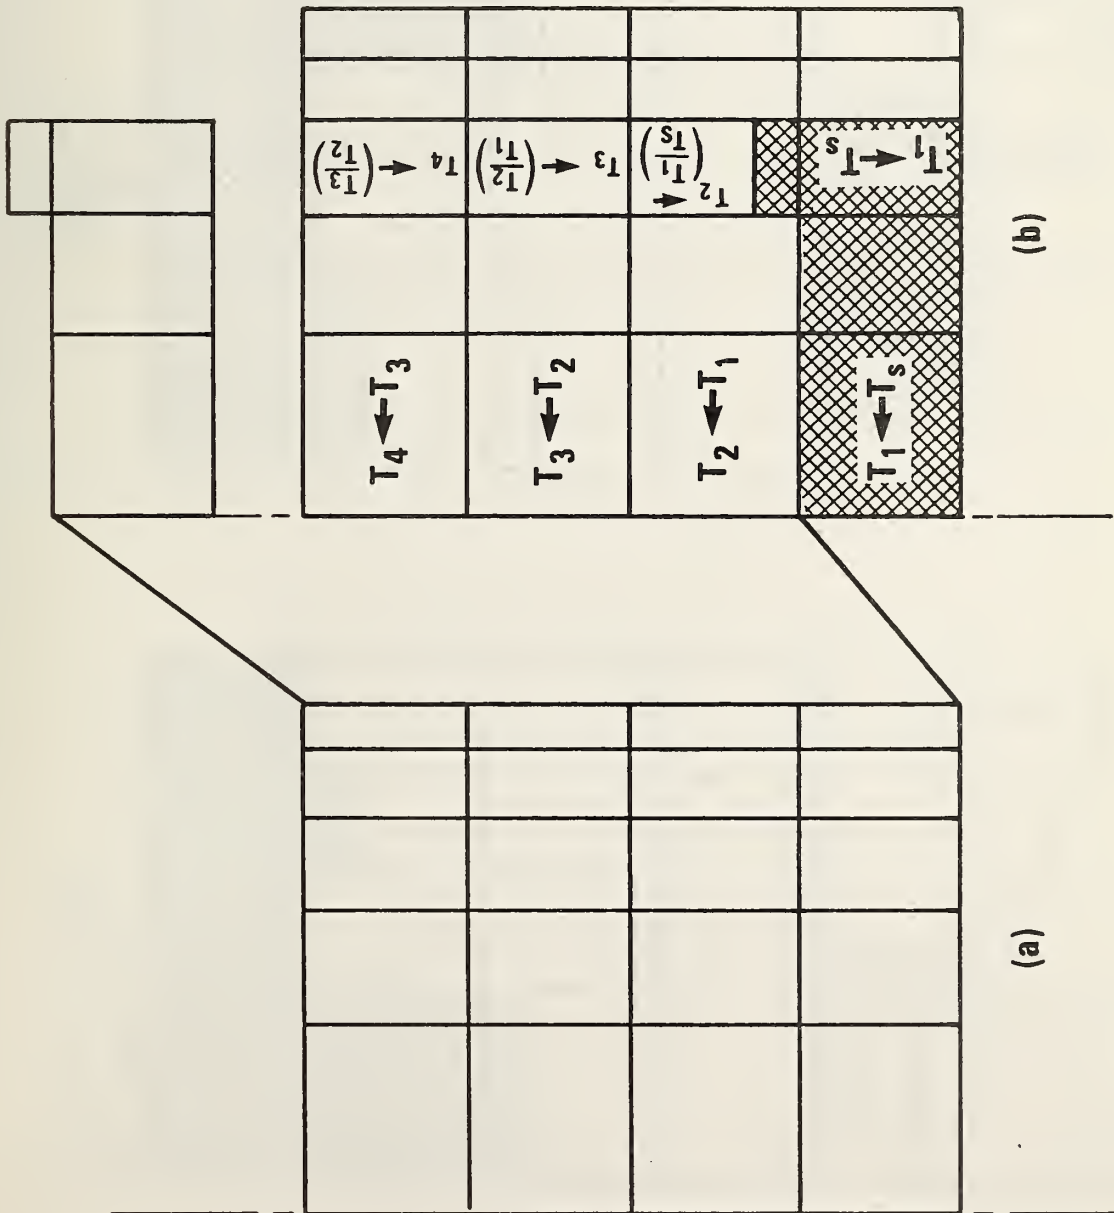 T₄ ← T₃
T₄ ← (T₃/T₂)
T₃ ← T₂
T₃ ← (T₂/T₁)
T₂ ← T₁
T₂ ←
(T₁/Tₛ)
T₁ ← Tₛ
T₁ ← Tₛ
(a)
(b)